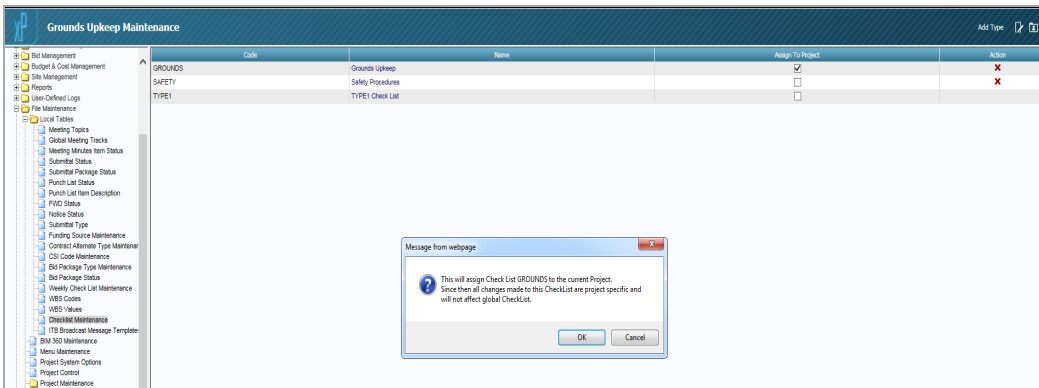 xP
Grounds Upkeep Maintenance
Add Type
Bid Management
Budget & Cost Management
Site Management
Reports
User-Defined Logs
File Maintenance
Local Tables
Meeting Topics
Global Meeting Tracks
Meeting Minutes Item Status
Submittal Status
Submittal Package Status
Punch List Status
Punch List Item Description
FWD Status
Notice Status
Submittal Type
Funding Source Maintenance
Contract Alternate Type Maintenan
CSI Code Maintenance
Bid Package Type Maintenance
Bid Package Status
Weekly Check List Maintenance
WBS Codes
WBS Values
Checklist Maintenance
ITB Broadcast Message Templates
BIM 360 Maintenance
Menu Maintenance
Project System Options
Project Control
Project Maintenance
Code Name Assign To Project Action
GROUNDS Grounds Upkeep
SAFETY Safety Procedures
TYPE1 TYPE1 Check List
Message from webpage
This will assign Check List GROUNDS to the current Project.
Since then all changes made to this CheckList are project specific and
will not affect global CheckList.
OK Cancel